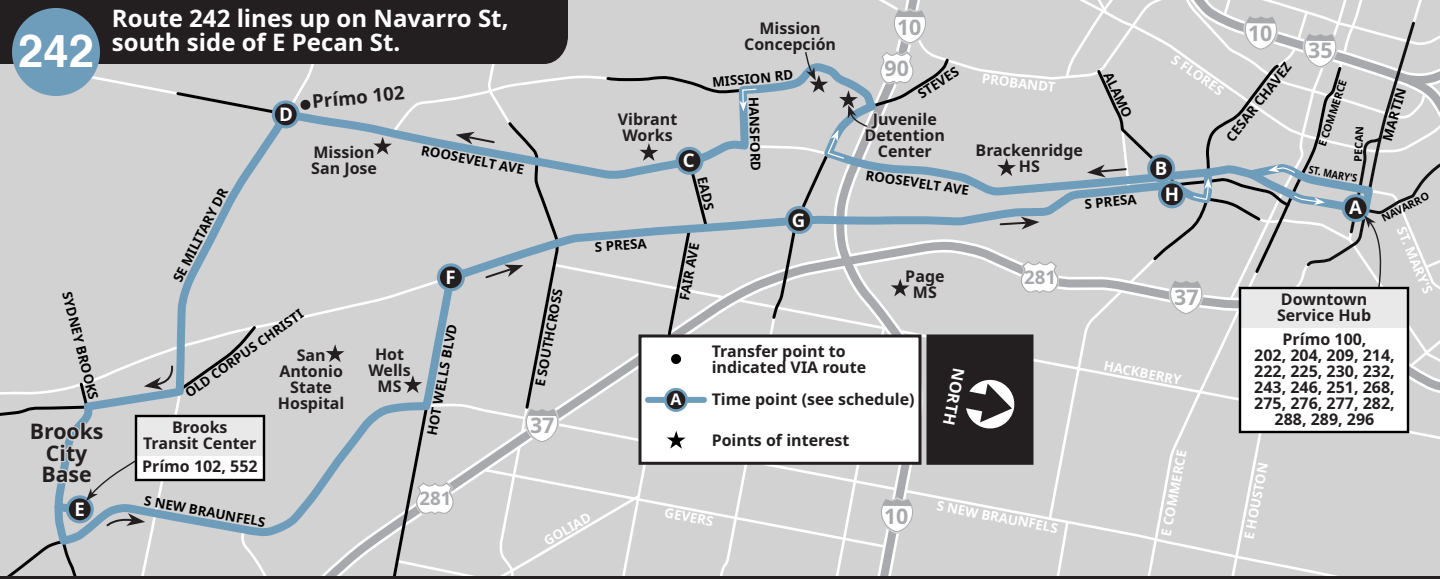 242
Route 242 lines up on Navarro St,
south side of E Pecan St.
D
Prímo 102
Mission
San Jose
ROOSEVELT AVE
SE MILITARY DR
Vibrant
Works
C
EADS
HANSFORD
MISSION RD
Mission
Concepción
Juvenile
Detention
Center
STEVES
10
90
PROBANDT
S FLORES
10
35
ALAMO
CESAR CHAVEZ
E COMMERCE
PECAN
MARTIN
Brackenridge
HS
ROOSEVELT AVE
B
H
S PRESA
ST. MARY'S
A
NAVARRO
ST. MARY'S
G
S PRESA
FAIR AVE
F
E SOUTHCROSS
HOT WELLS BLVD
Page
MS
281
37
SYDNEY BROOKS
OLD CORPUS CHRISTI
San
Antonio
State
Hospital
Hot
Wells
MS
Brooks
City
Base
Brooks
Transit Center
Prímo 102, 552
E
S NEW BRAUNFELS
37
281
Transfer point to
indicated VIA route
A
Time point (see schedule)
Points of interest
NORTH
Downtown
Service Hub
Prímo 100,
202, 204, 209, 214,
222, 225, 230, 232,
243, 246, 251, 268,
275, 276, 277, 282,
288, 289, 296
HACKBERRY
GOLIAD
GEVERS
10
S NEW BRAUNFELS
E COMMERCE
E HOUSTON